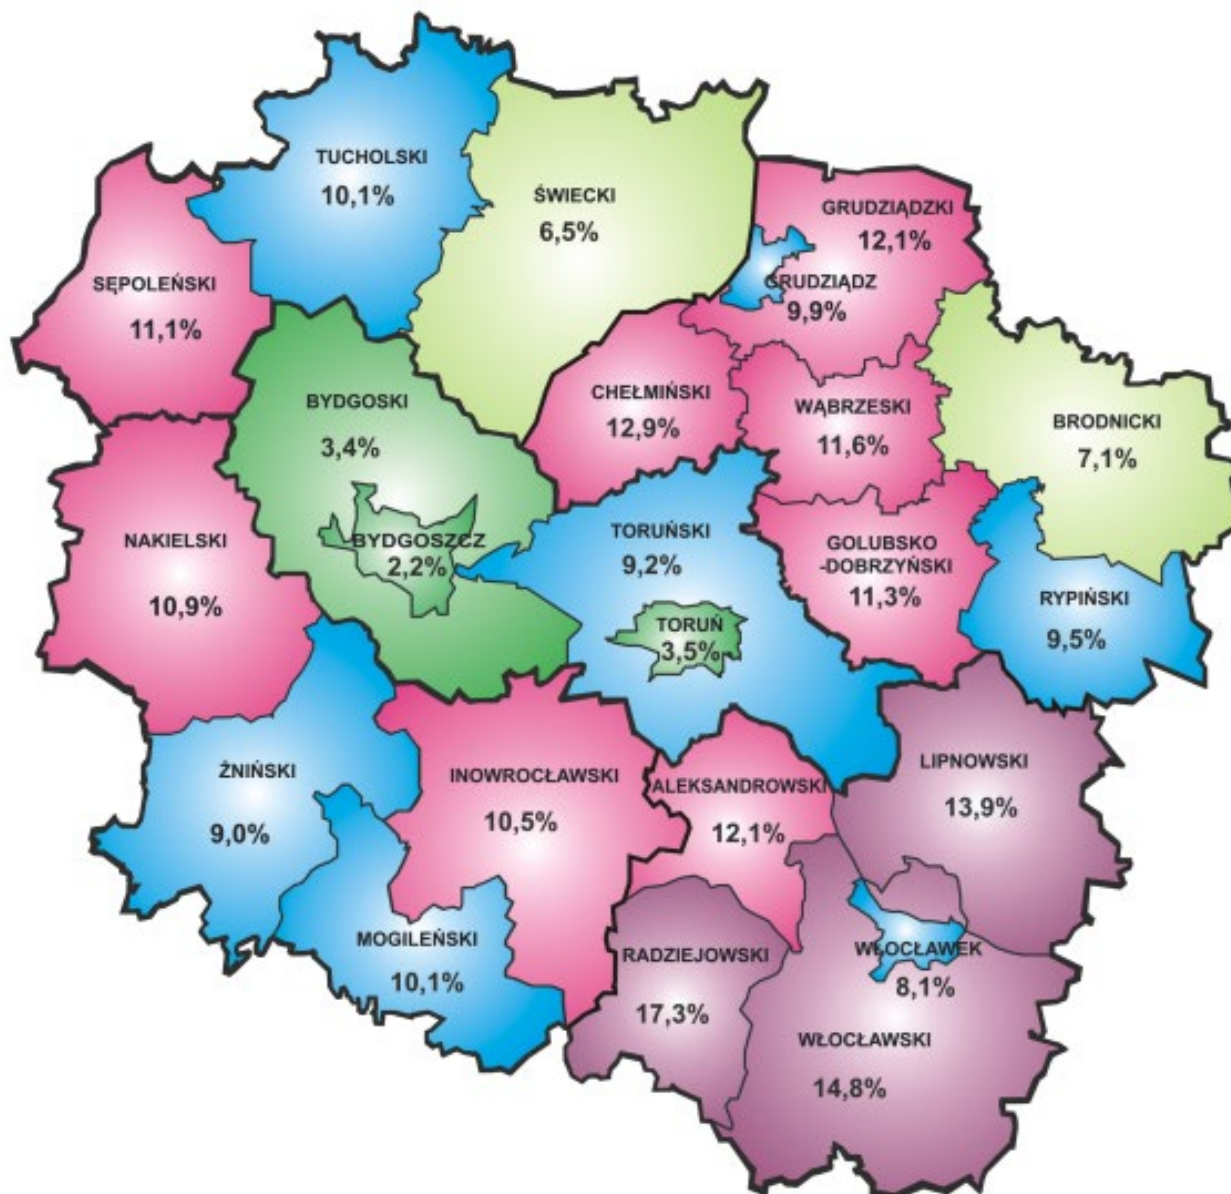 TUCHOLSKI
10,1%
ŚWIECKI
6,5%
GRUDZIĄDZKI
12,1%
SĘPOLEŃSKI
11,1%
GRUDZIĄDZ
9,9%
BYDGOSKI
3,4%
CHEŁMIŃSKI
12,9%
WĄBRZESKI
11,6%
BRODNICKI
7,1%
NAKIELSKI
10,9%
BYDGOSZCZ
2,2%
TORUŃSKI
9,2%
GOLUBSKO
-DOBRZYŃSKI
11,3%
RYPIŃSKI
9,5%
TORUŃ
3,5%
ŻNIŃSKI
9,0%
INOWROCŁAWSKI
10,5%
ALEKSANDROWSKI
12,1%
LIPNOWSKI
13,9%
MOGILEŃSKI
10,1%
RADZIEJOWSKI
17,3%
WŁOCŁAWEK
8,1%
WŁOCŁAWSKI
14,8%